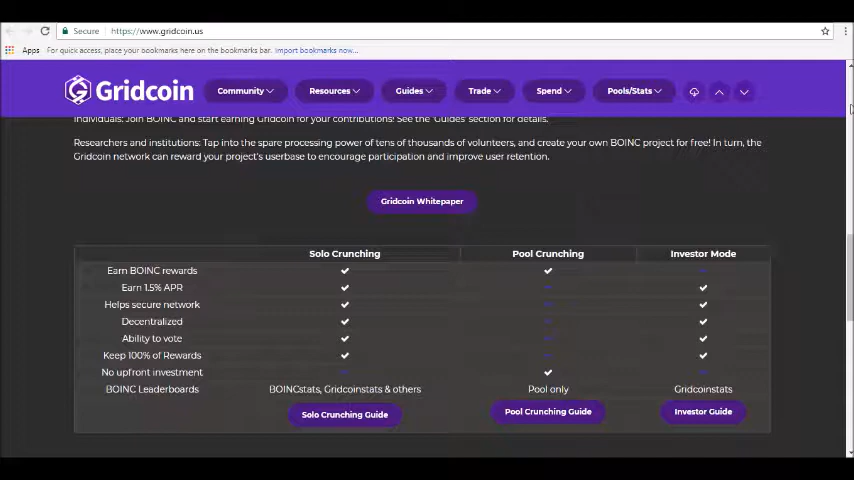 Secure https://www.gridcoin.us
Apps For quick access, place your bookmarks here on the bookmarks bar. Import bookmarks now...
Gridcoin Community Resources Guides Trade Spend Pools/Stats
Individuals: Join BOINC and start earning Gridcoin for your contributions! See the 'Guides' section for details.
Researchers and institutions: Tap into the spare processing power of tens of thousands of volunteers, and create your own BOINC project for free! In turn, the
Gridcoin network can reward your project's userbase to encourage participation and improve user retention.
Gridcoin Whitepaper
Solo Crunching Pool Crunching Investor Mode
Earn BOINC rewards
Earn 1.5% APR
Helps secure network
Decentralized
Ability to vote
Keep 100% of Rewards
No upfront investment
BOINC Leaderboards BOINCstats, Gridcoinstats & others Pool only Gridcoinstats
Solo Crunching Guide Pool Crunching Guide Investor Guide